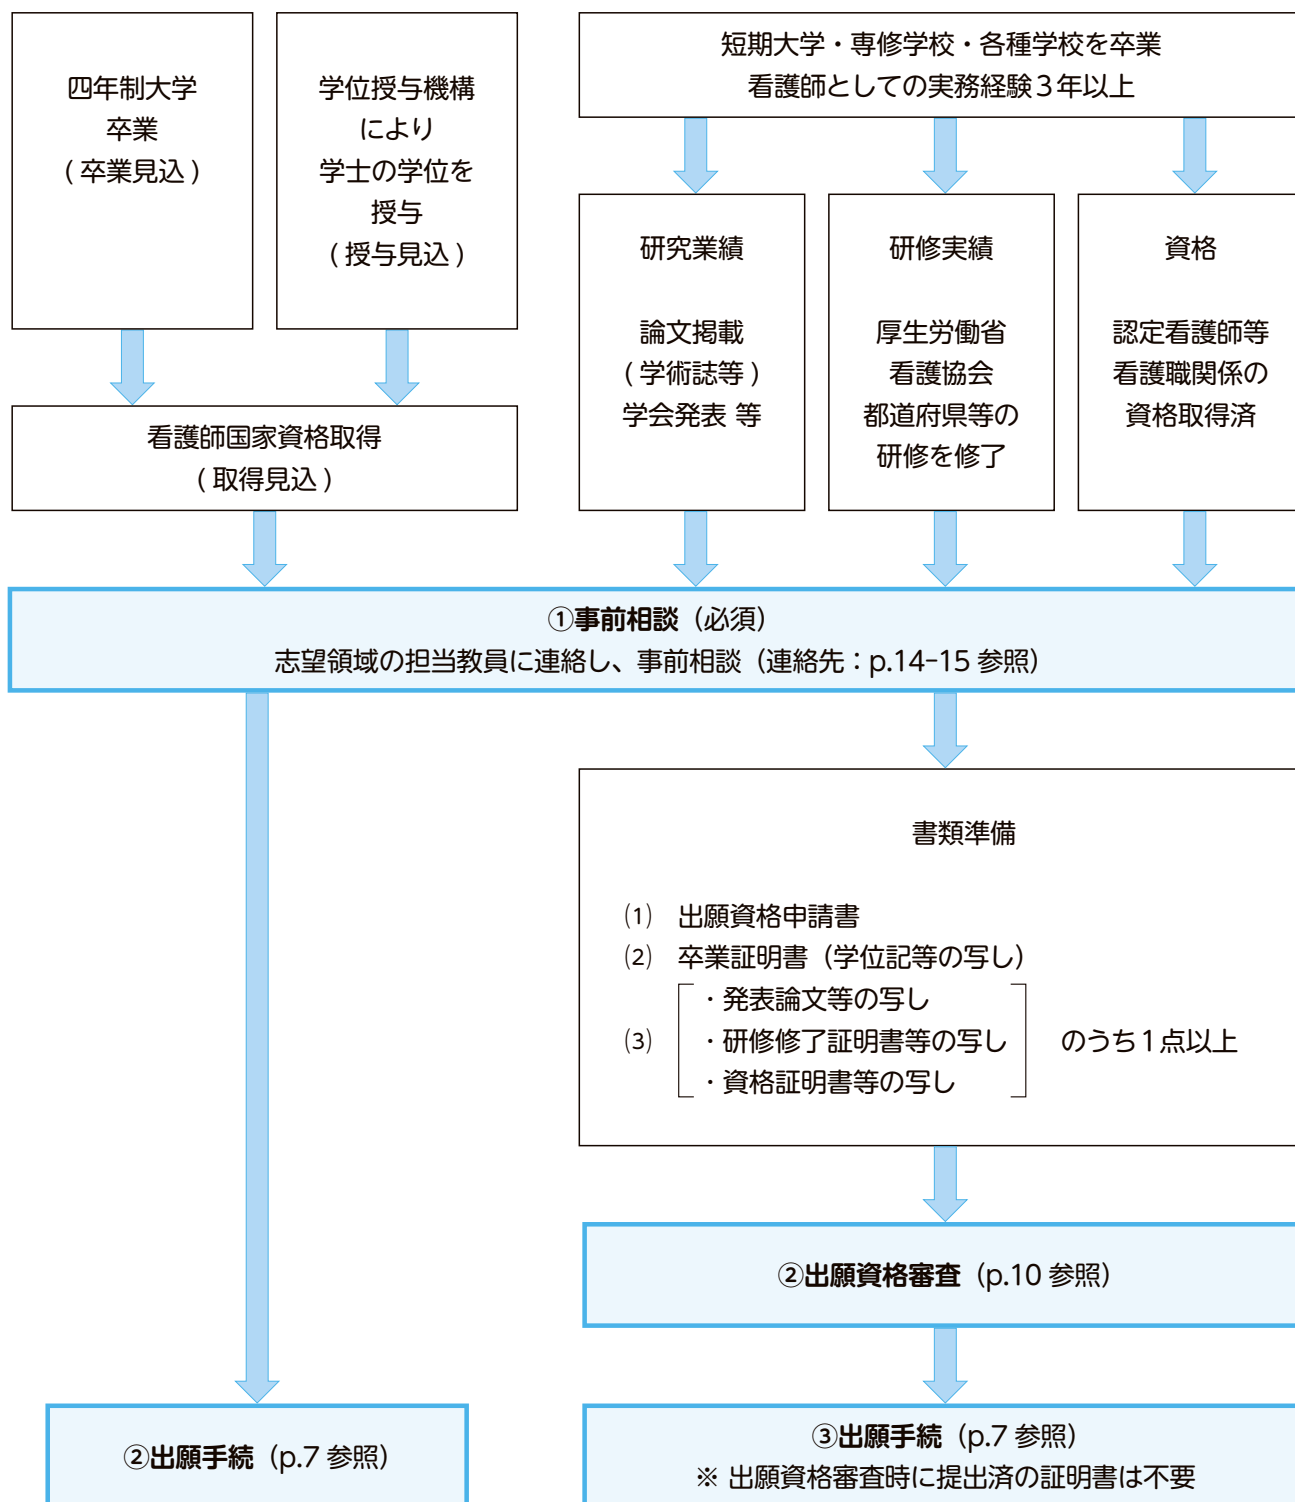 四年制大学
卒業
(卒業見込)
学位授与機構
により
学士の学位を
授与
(授与見込)
看護師国家資格取得
(取得見込)
短期大学・専修学校・各種学校を卒業
看護師としての実務経験３年以上
研究業績
論文掲載
(学術誌等)
学会発表 等
研修実績
厚生労働省
看護協会
都道府県等の
研修を修了
資格
認定看護師等
看護職関係の
資格取得済
①事前相談（必須）
志望領域の担当教員に連絡し、事前相談（連絡先：p.14-15 参照）
書類準備
⑴ 出願資格申請書
⑵ 卒業証明書（学位記等の写し）
・発表論文等の写し
⑶ ・研修修了証明書等の写し のうち１点以上
・資格証明書等の写し
②出願資格審査（p.10 参照）
②出願手続（p.7 参照）
③出願手続（p.7 参照）
※ 出願資格審査時に提出済の証明書は不要